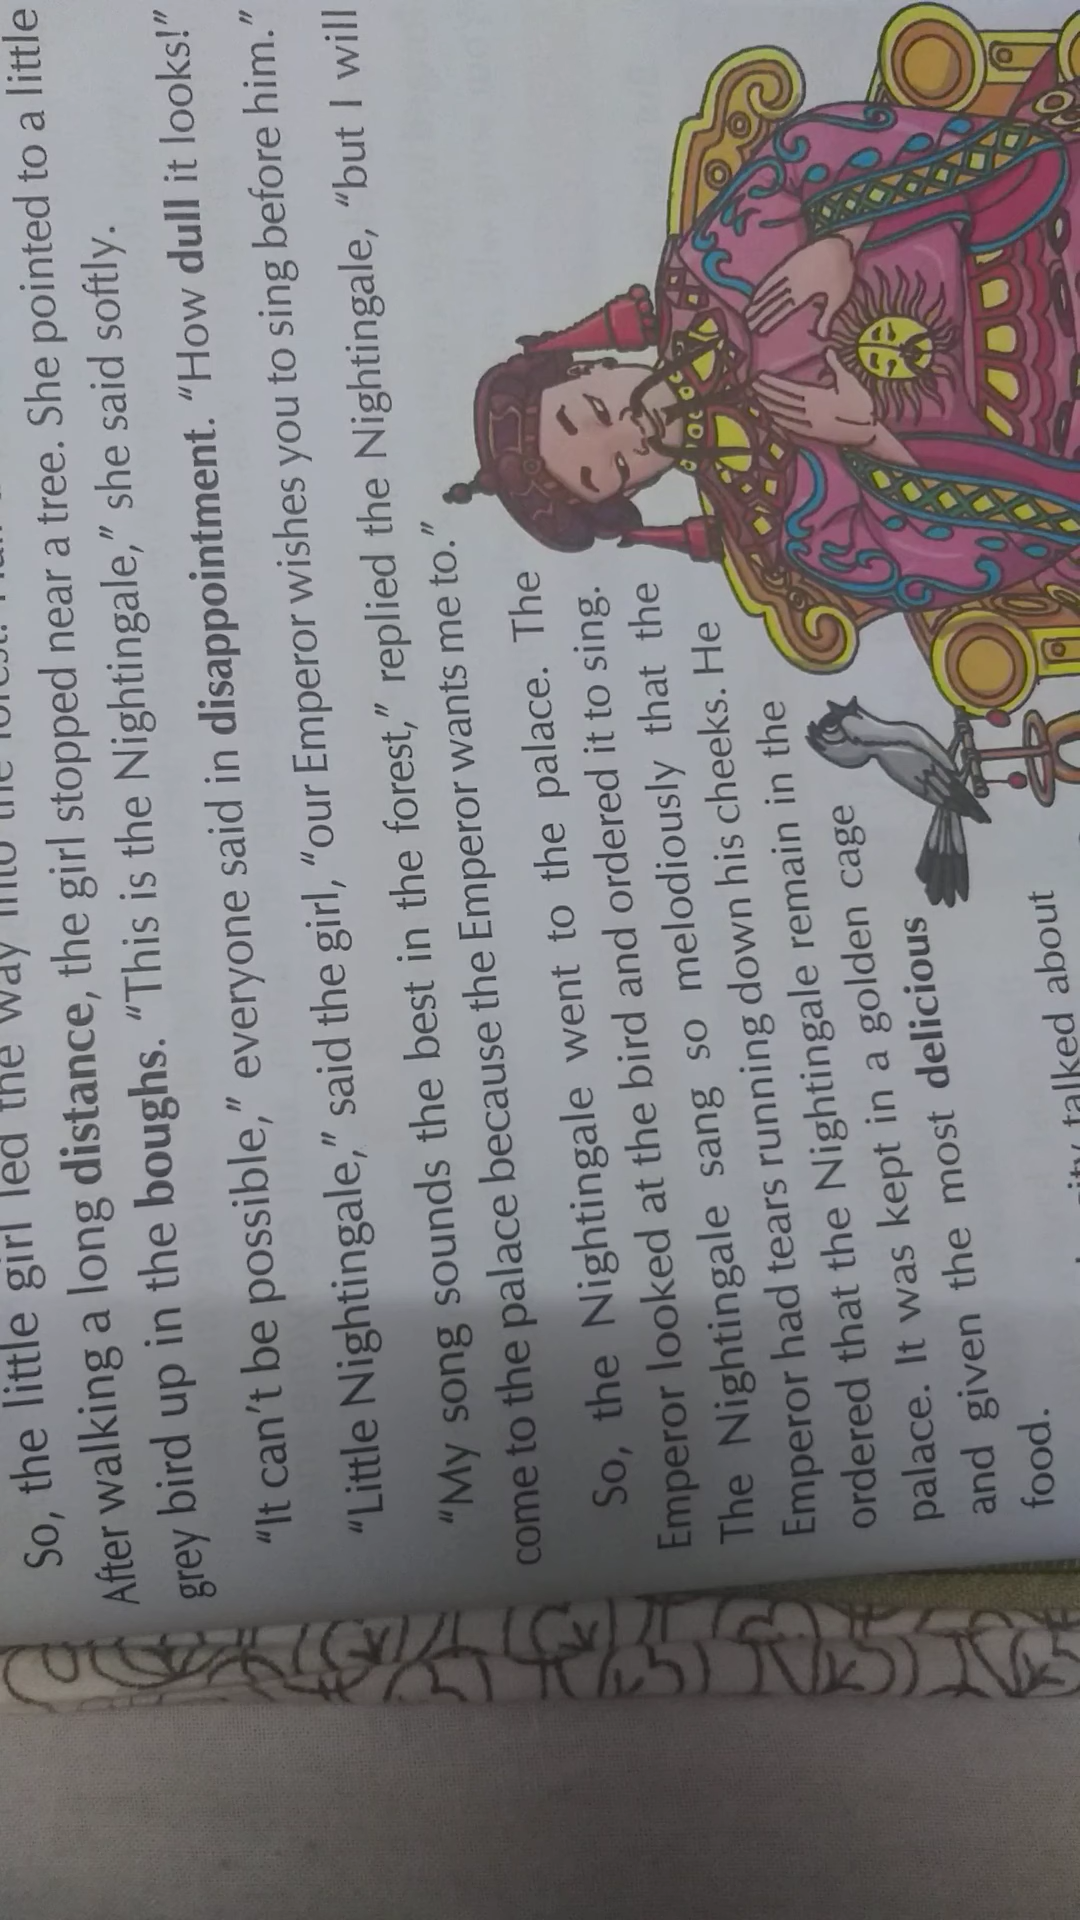 So, the little girl led the way into the forest.
After walking a long distance, the girl stopped near a tree. She pointed to a little
grey bird up in the boughs. “This is the Nightingale,” she said softly.
“It can’t be possible,” everyone said in disappointment. “How dull it looks!”
“Little Nightingale,” said the girl, “our Emperor wishes you to sing before him.”
“My song sounds the best in the forest,” replied the Nightingale, “but I will
come to the palace because the Emperor wants me to.”
So, the Nightingale went to the palace. The
Emperor looked at the bird and ordered it to sing.
The Nightingale sang so melodiously that the
Emperor had tears running down his cheeks. He
ordered that the Nightingale remain in the
palace. It was kept in a golden cage
and given the most delicious
food.
talked about